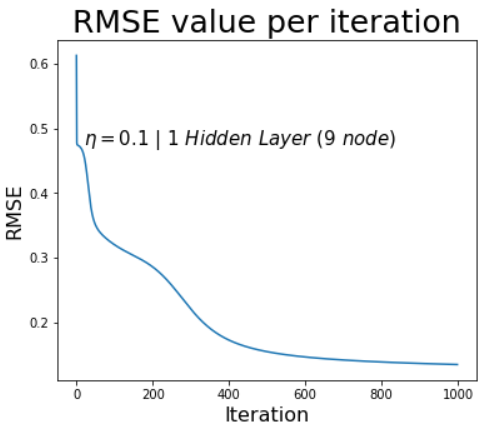 RMSE value per iteration
0.6
0.5
η = 0.1 | 1 Hidden Layer (9 node)
0.4
RMSE
0.3
0.2
0 200 400 600 800 1000
Iteration